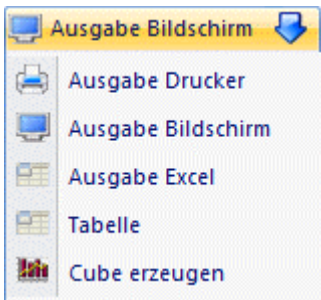 Ausgabe Bildschirm
Ausgabe Drucker
Ausgabe Bildschirm
Ausgabe Excel
Tabelle
Cube erzeugen